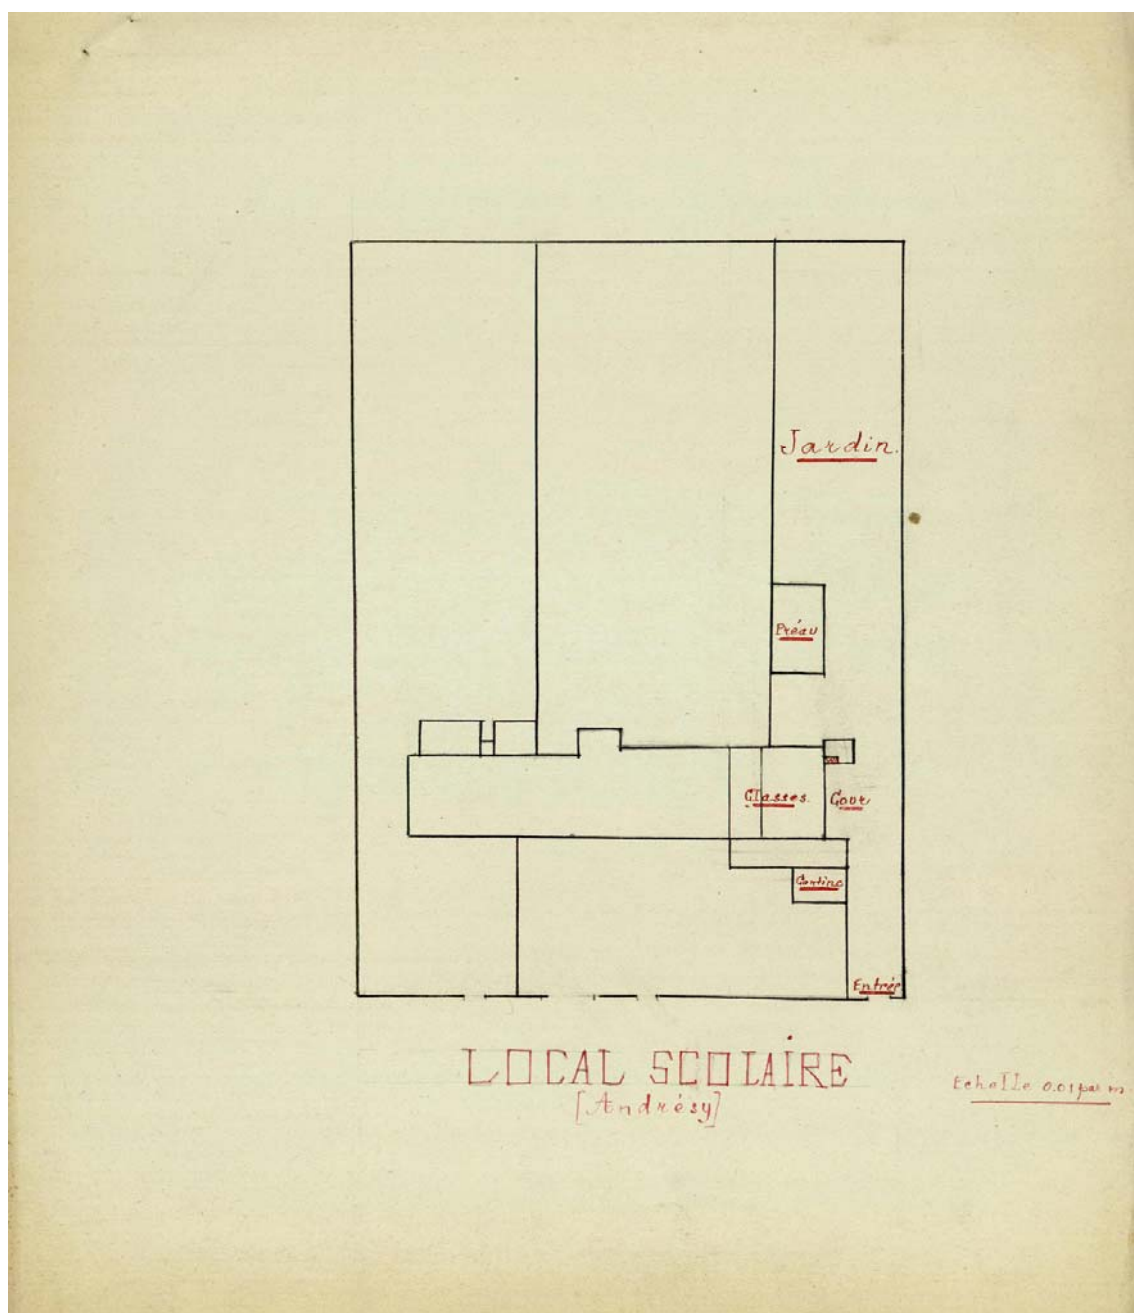 Jardin.
Préau
Classes.
Cour
Cantine
Entrée
LOCAL SCOLAIRE
[Andrésy]
Echelle 0.01 par m